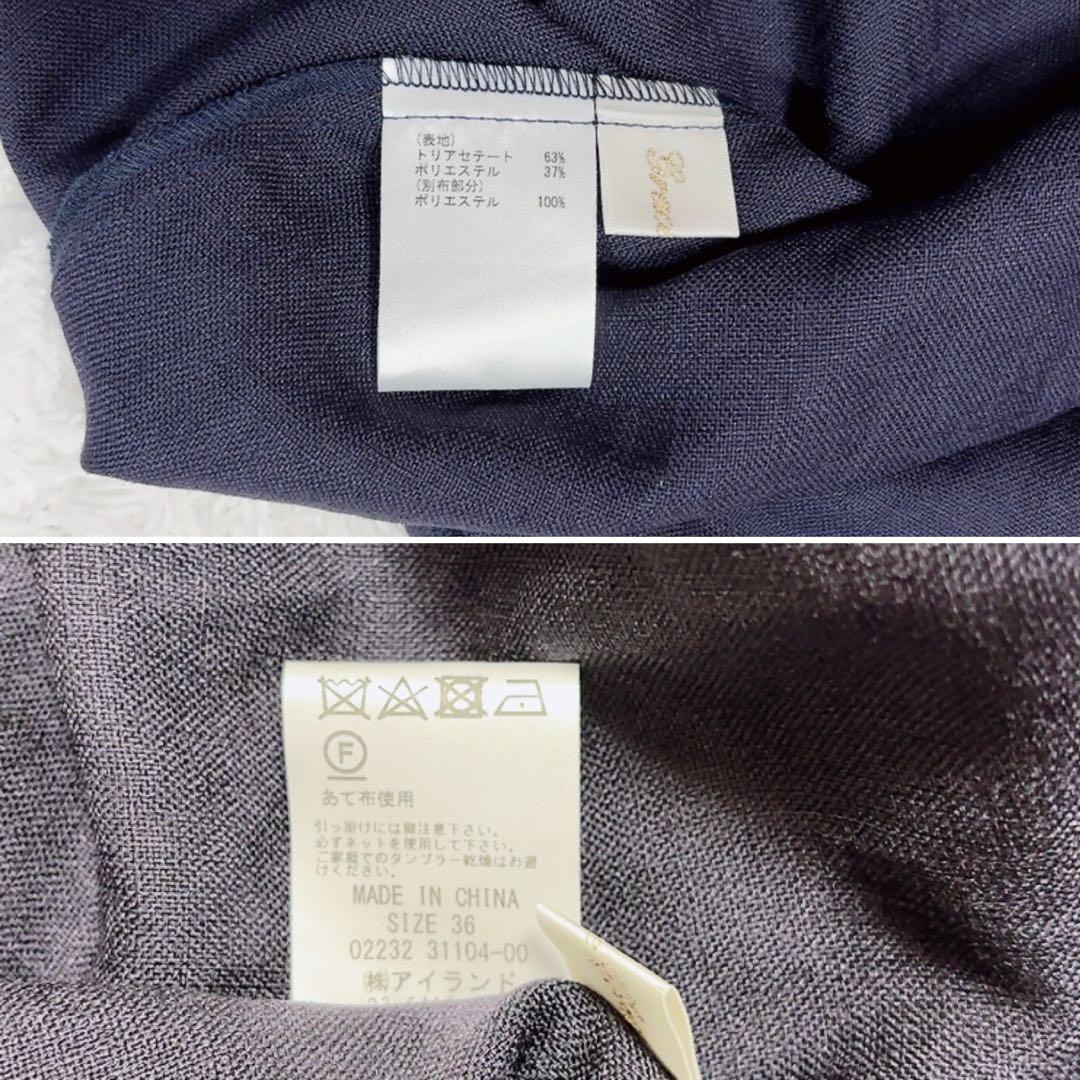 (表地)
トリアセテート 63%
ポリエステル 37%
(別布部分)
ポリエステル 100%
F
あて布使用
引っ掛けには御注意下さい。
必ずネットを使用して下さい。
ご家庭でのタンブラー乾燥はお避
けください。
MADE IN CHINA
SIZE 36
02232 31104-00
(株)アイランド